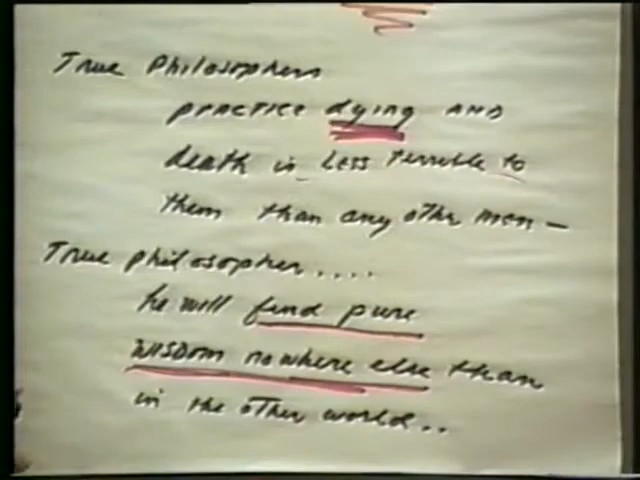 True Philosophers
PRACTICE dying AND
death is less terrible to
them than any other men—
True philosopher....
he will find pure
WISDOM nowhere else than
in the other world..